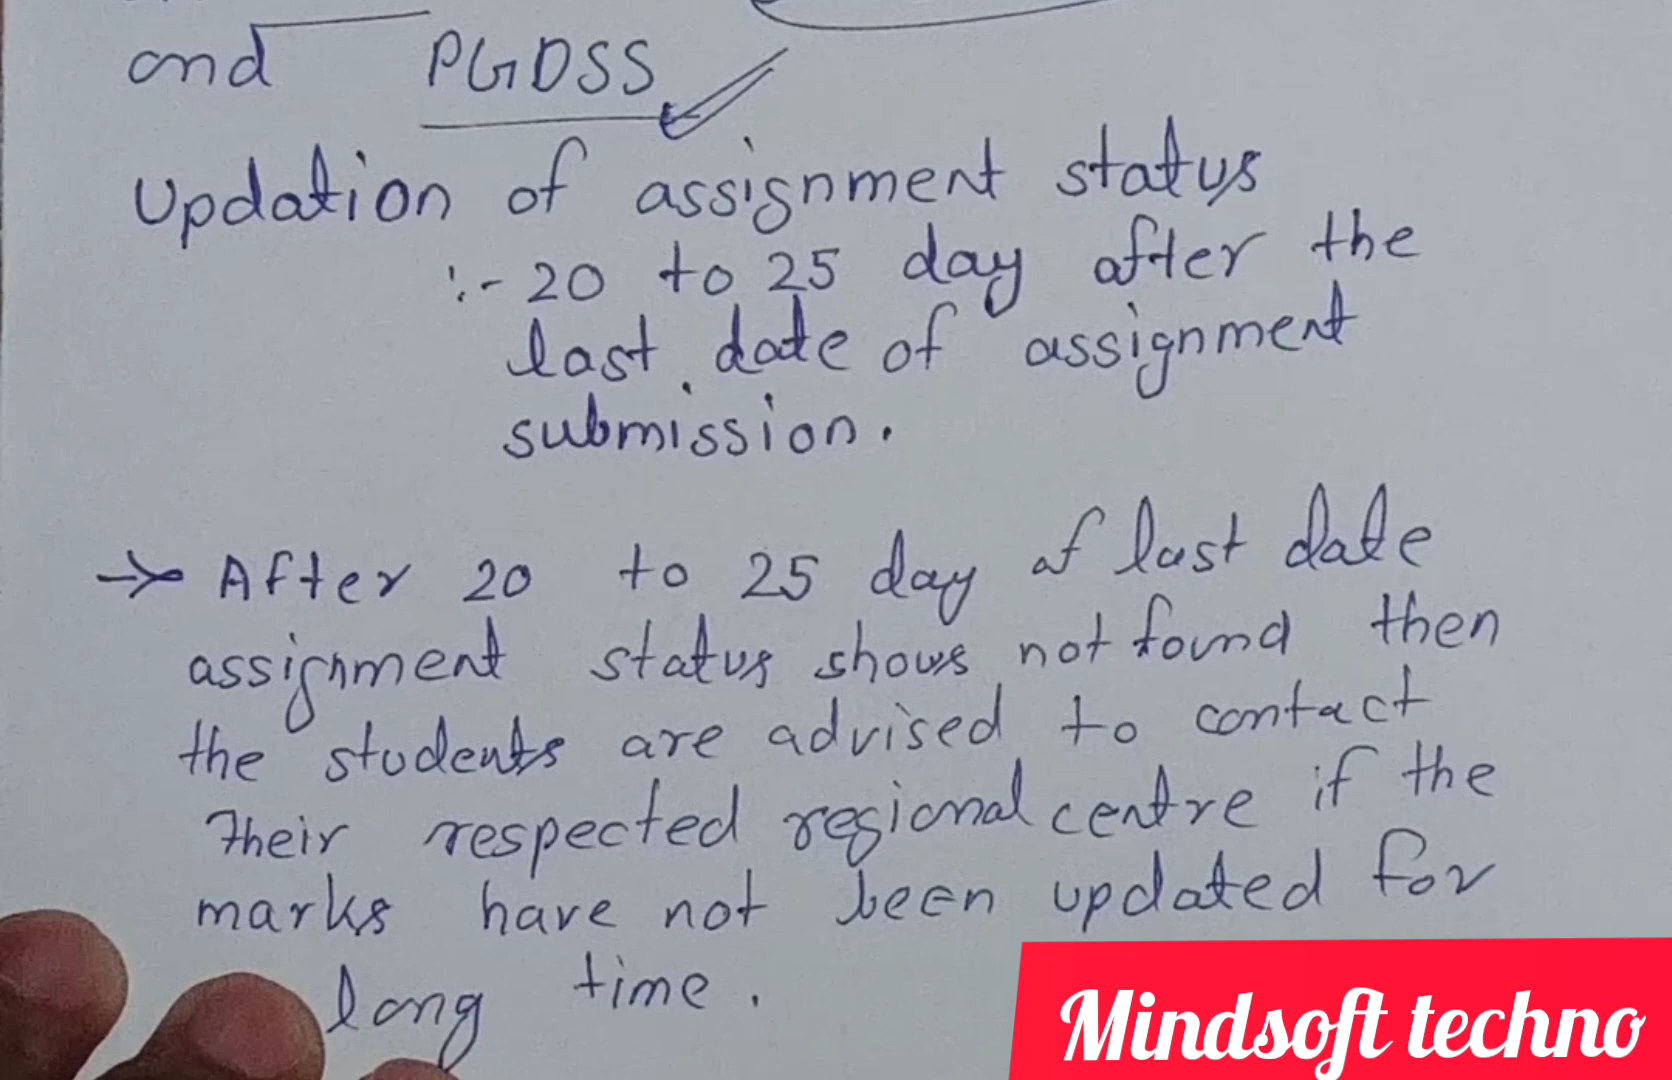 and PGDSS
Updation of assignment status
:- 20 to 25 day after the
last date of assignment
submission.
→ After 20 to 25 day of last date
assignment status shows not found then
the students are advised to contact
Their respected regional centre if the
marks have not been updated for
long time.
Mindsoft techno